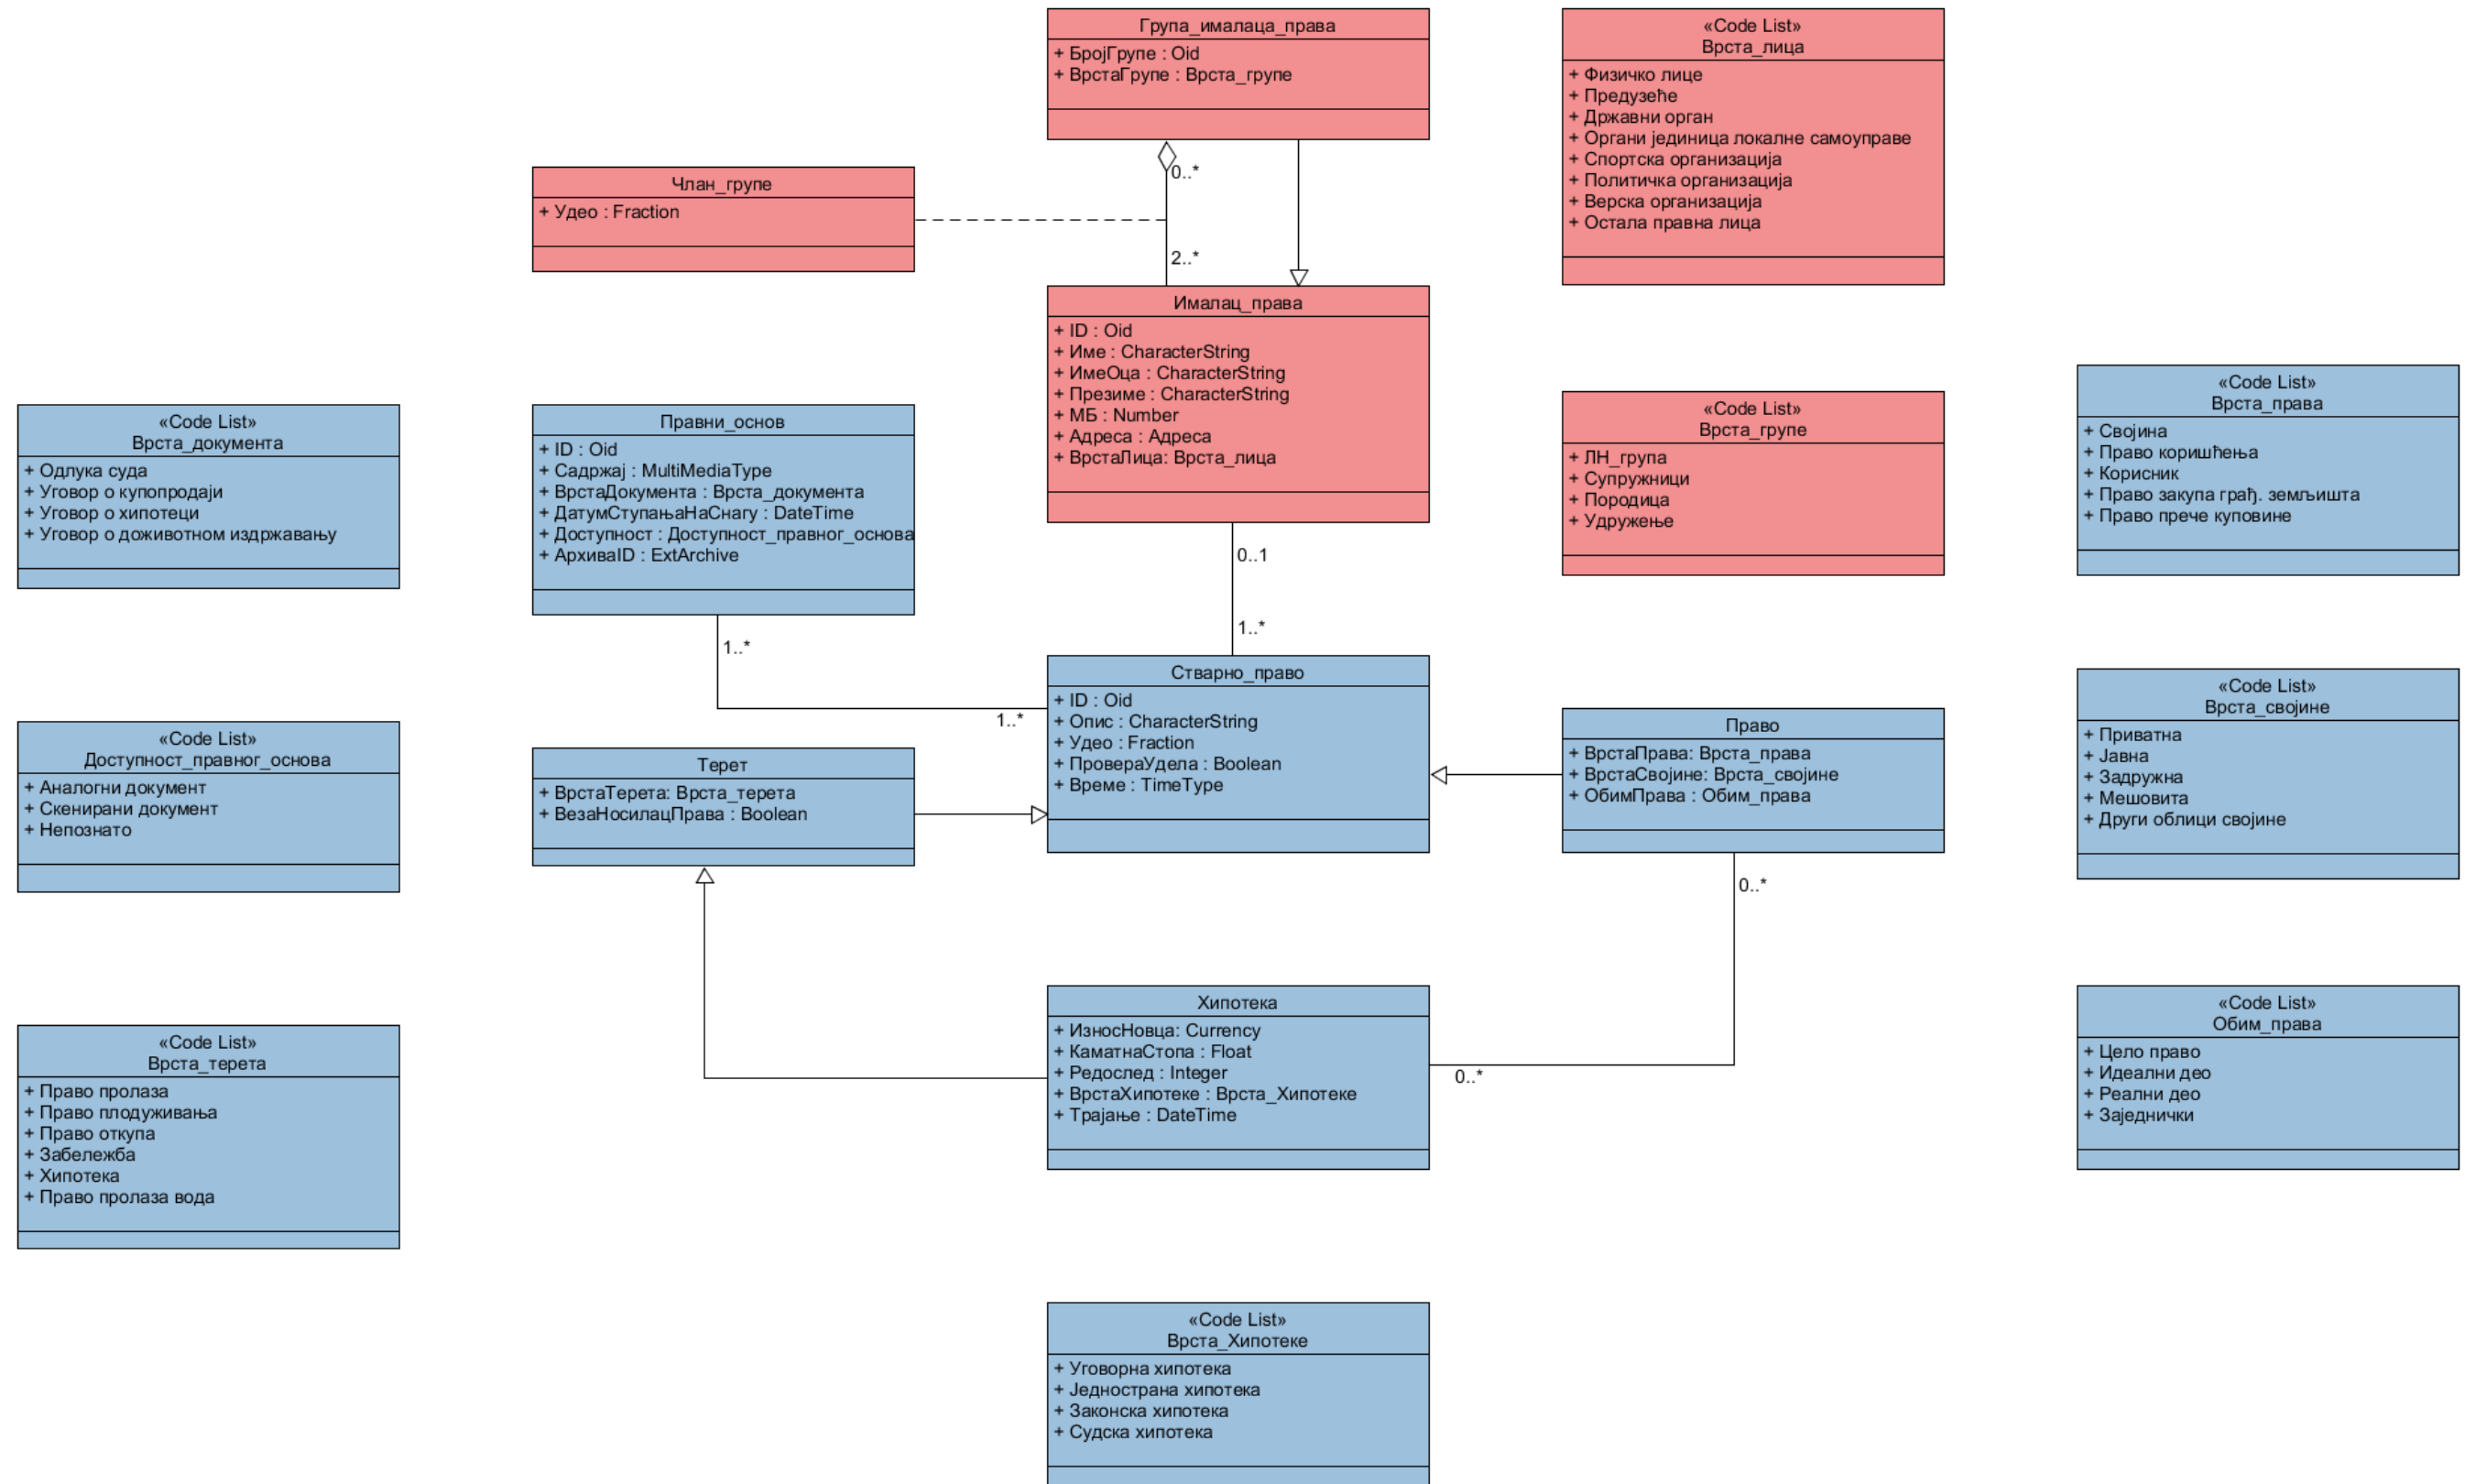 Група_ималаца_права
+ БројГрупе : Oid
+ ВрстаГрупе : Врста_групе
«Code List»
Врста_лица
+ Физичко лице
+ Предузеће
+ Државни орган
+ Органи јединица локалне самоуправе
+ Спортска организација
+ Политичка организација
+ Верска организација
+ Остала правна лица
Члан_групе
+ Удео : Fraction
0..*
2..*
Ималац_права
+ ID : Oid
+ Име : CharacterString
+ ИмеОца : CharacterString
+ Презиме : CharacterString
+ МБ : Number
+ Адреса : Адреса
+ ВрстаЛица: Врста_лица
«Code List»
Врста_документа
+ Одлука суда
+ Уговор о купопродаји
+ Уговор о хипотеци
+ Уговор о доживотном издржавању
Правни_основ
+ ID : Oid
+ Садржај : MultiMediaType
+ ВрстаДокумента : Врста_документа
+ ДатумСтупањаНаСнагу : DateTime
+ Доступност : Доступност_правног_основа
+ АрхиваID : ExtArchive
«Code List»
Врста_групе
+ ЛН_група
+ Супружници
+ Породица
+ Удружење
«Code List»
Врста_права
+ Својина
+ Право коришћења
+ Корисник
+ Право закупа грађ. земљишта
+ Право прече куповине
0..1
1..*
1..*
1..*
Стварно_право
+ ID : Oid
+ Опис : CharacterString
+ Удео : Fraction
+ ПровераУдела : Boolean
+ Време : TimeType
«Code List»
Доступност_правног_основа
+ Аналогни документ
+ Скенирани документ
+ Непознато
Терет
+ ВрстаТерета: Врста_терета
+ ВезаНосилацПрава : Boolean
Право
+ ВрстаПрава: Врста_права
+ ВрстаСвојине: Врста_својине
+ ОбимПрава : Обим_права
«Code List»
Врста_својине
+ Приватна
+ Јавна
+ Задружна
+ Мешовита
+ Други облици својине
0..*
0..*
«Code List»
Врста_терета
+ Право пролаза
+ Право плодуживања
+ Право откупа
+ Забележба
+ Хипотека
+ Право пролаза вода
Хипотека
+ ИзносНовца: Currency
+ КаматнаСтопа : Float
+ Редослед : Integer
+ ВрстаХипотеке : Врста_Хипотеке
+ Трајање : DateTime
«Code List»
Обим_права
+ Цело право
+ Идеални део
+ Реални део
+ Заједнички
«Code List»
Врста_Хипотеке
+ Уговорна хипотека
+ Једнострана хипотека
+ Законска хипотека
+ Судска хипотека